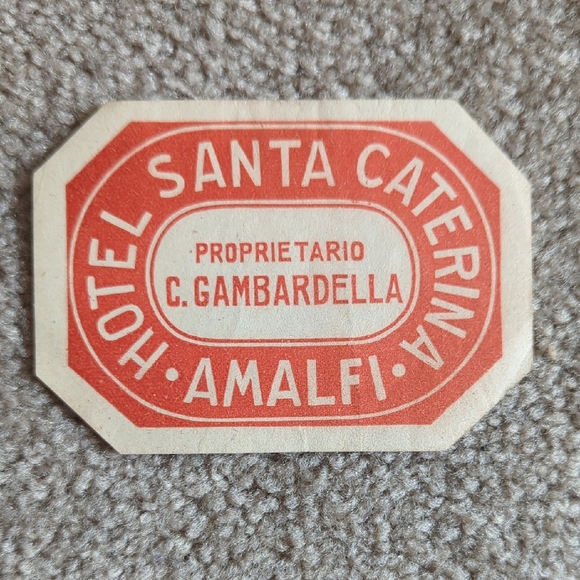 HOTEL SANTA CATERINA
PROPRIETARIO
C. GAMBARDELLA
· AMALFI ·